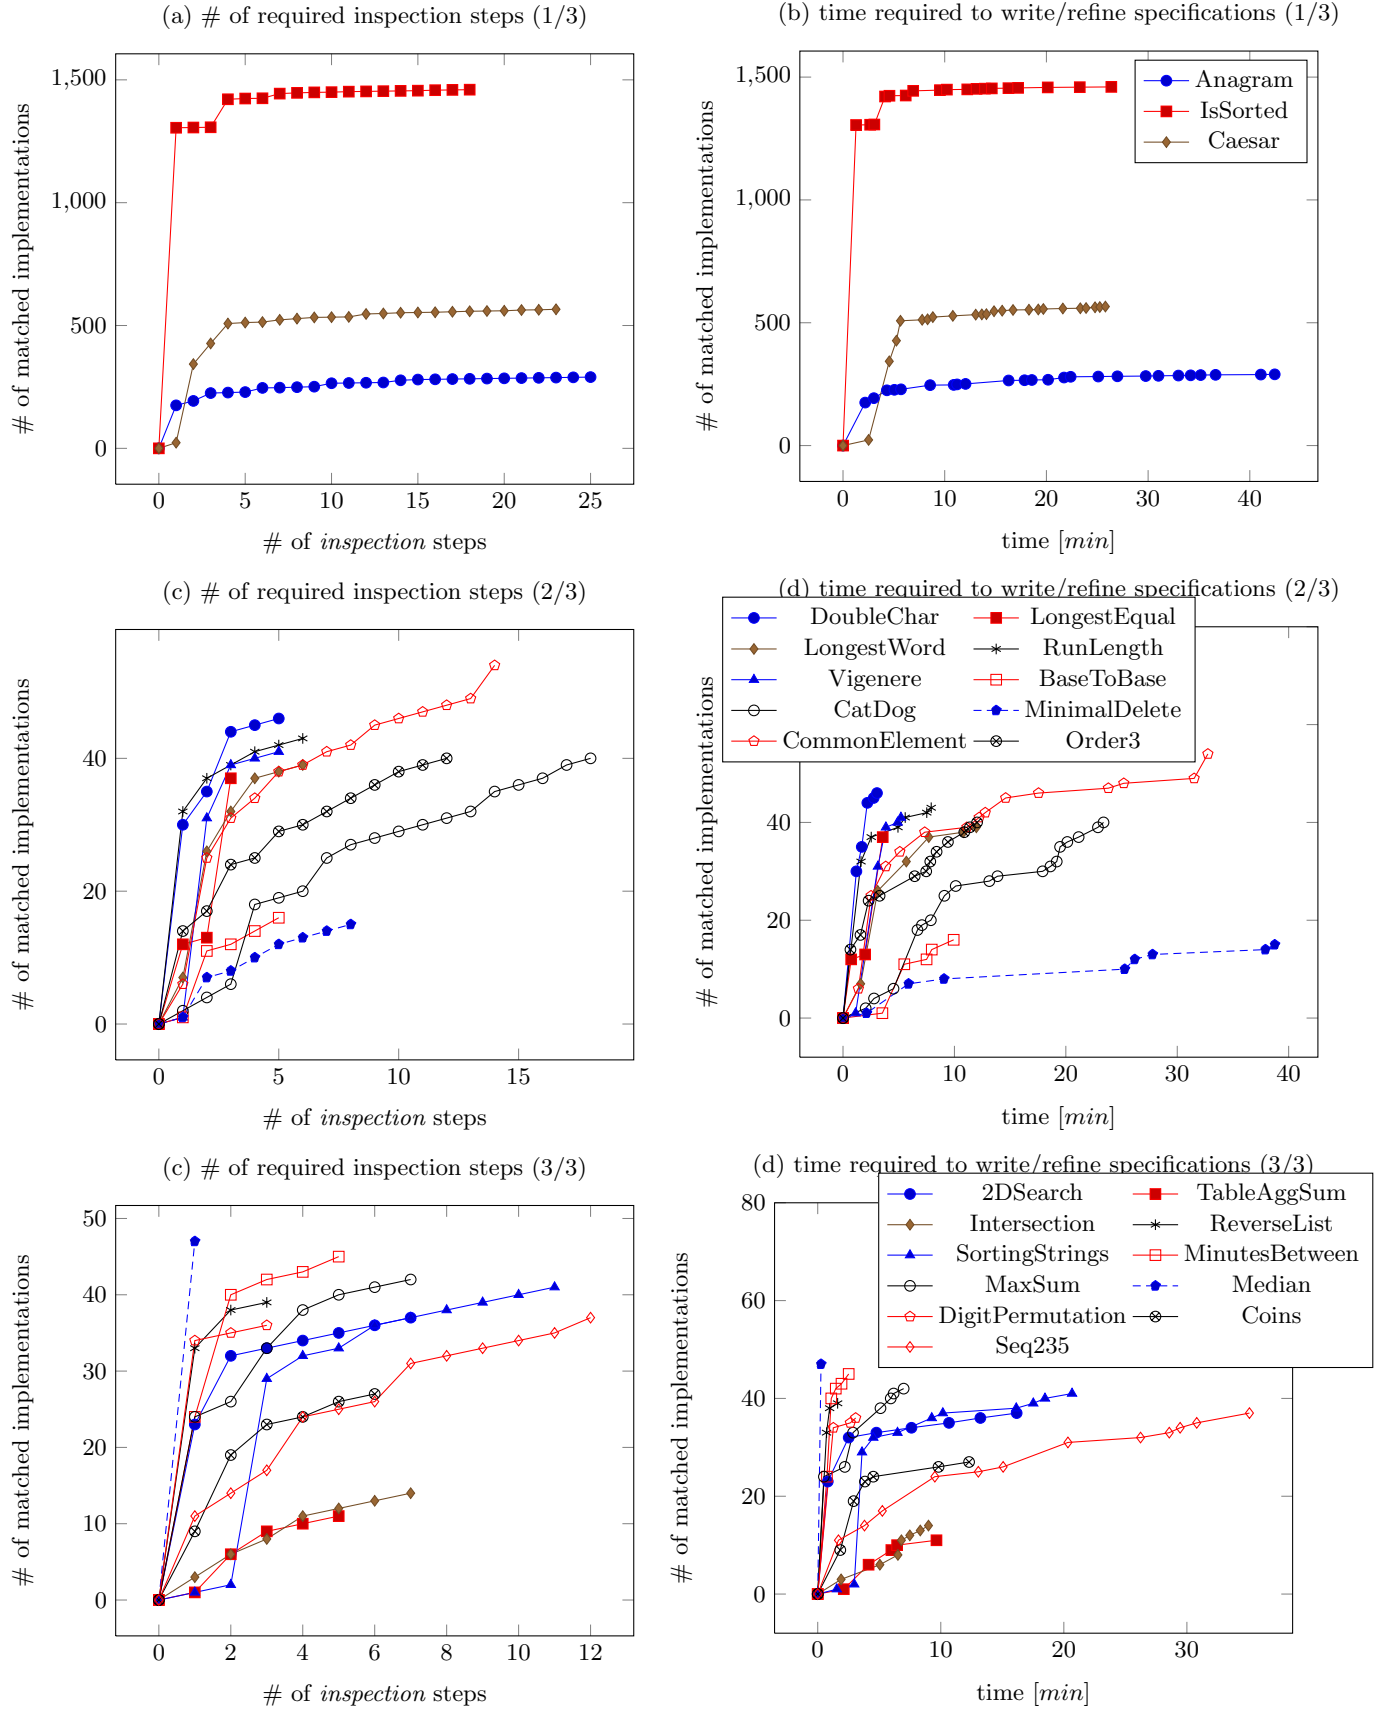 (a) # of required inspection steps (1/3)
# of matched implementations
1,500
1,000
500
0
0 5 10 15 20 25
# of inspection steps
(b) time required to write/refine specifications (1/3)
# of matched implementations
1,500
1,000
500
0
Anagram
IsSorted
Caesar
0 10 20 30 40
time [min]
(c) # of required inspection steps (2/3)
# of matched implementations
40
20
0
0 5 10 15
# of inspection steps
(d) time required to write/refine specifications (2/3)
DoubleChar LongestEqual
LongestWord RunLength
Vigenere BaseToBase
CatDog MinimalDelete
CommonElement Order3
# of matched implementations
40
20
0
0 10 20 30 40
time [min]
(c) # of required inspection steps (3/3)
# of matched implementations
50
40
30
20
10
0
0 2 4 6 8 10 12
# of inspection steps
(d) time required to write/refine specifications (3/3)
2DSearch TableAggSum
Intersection ReverseList
SortingStrings MinutesBetween
MaxSum Median
DigitPermutation Coins
Seq235
# of matched implementations
80
60
40
20
0
0 10 20 30
time [min]